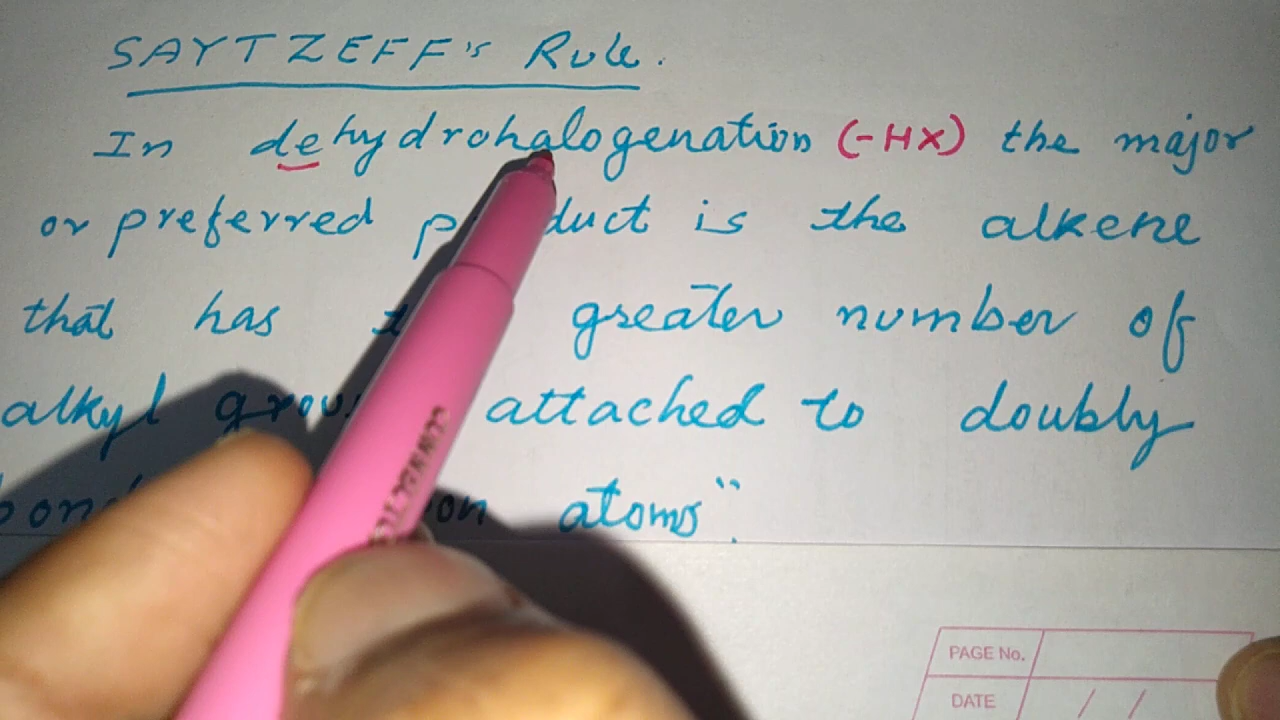 SAYTZEFF's Rule.
In dehydrohalogenation (-HX) the major
or preferred product is the alkene
that has greater number of
alkyl attached to doubly
atoms".
PAGE No.
DATE / /